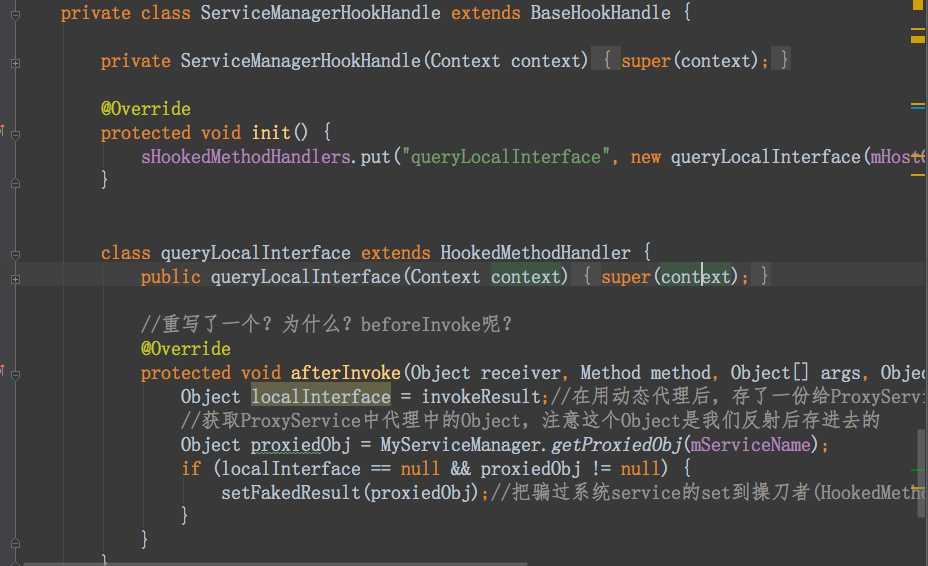 private class ServiceManagerHookHandle extends BaseHookHandle {
private ServiceManagerHookHandle(Context context) { super(context); }
@Override
protected void init() {
sHookedMethodHandlers.put("queryLocalInterface", new queryLocalInterface(mHost
}
class queryLocalInterface extends HookedMethodHandler {
public queryLocalInterface(Context context) { super(context); }
//重写了一个? 为什么? beforeInvoke呢?
@Override
protected void afterInvoke(Object receiver, Method method, Object[] args, Objec
Object localInterface = invokeResult;//在用动态代理后, 存了一份给ProxyServi
//获取ProxyService中代理中的Object, 注意这个Object是我们反射后存进去的
Object proxiedObj = MyServiceManager.getProxiedObj(mServiceName);
if (localInterface == null && proxiedObj != null) {
setFakedResult(proxiedObj);//把骗过系统service的set到操刀者(HookedMetho
}
}
}